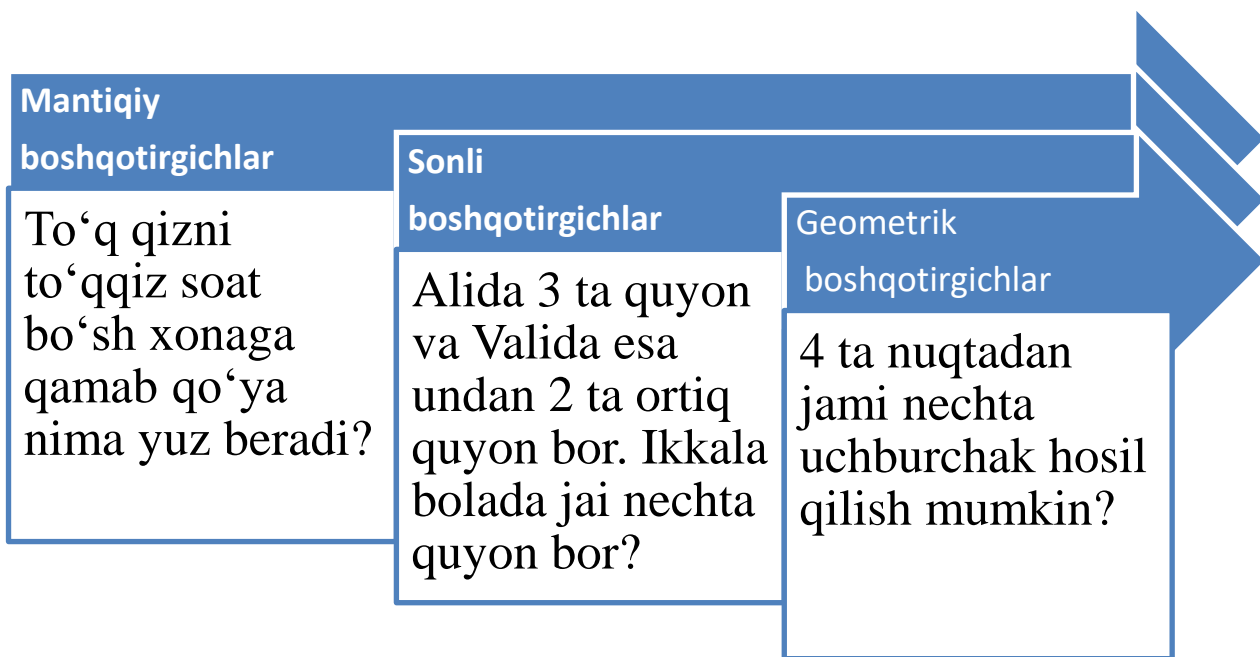 Mantiqiy
boshqotirgichlar
To‘q qizni
to‘qqiz soat
bo‘sh xonaga
qamab qo‘ya
nima yuz beradi?
Sonli
boshqotirgichlar
Alida 3 ta quyon
va Valida esa
undan 2 ta ortiq
quyon bor. Ikkala
bolada jai nechta
quyon bor?
Geometrik
boshqotirgichlar
4 ta nuqtadan
jami nechta
uchburchak hosil
qilish mumkin?